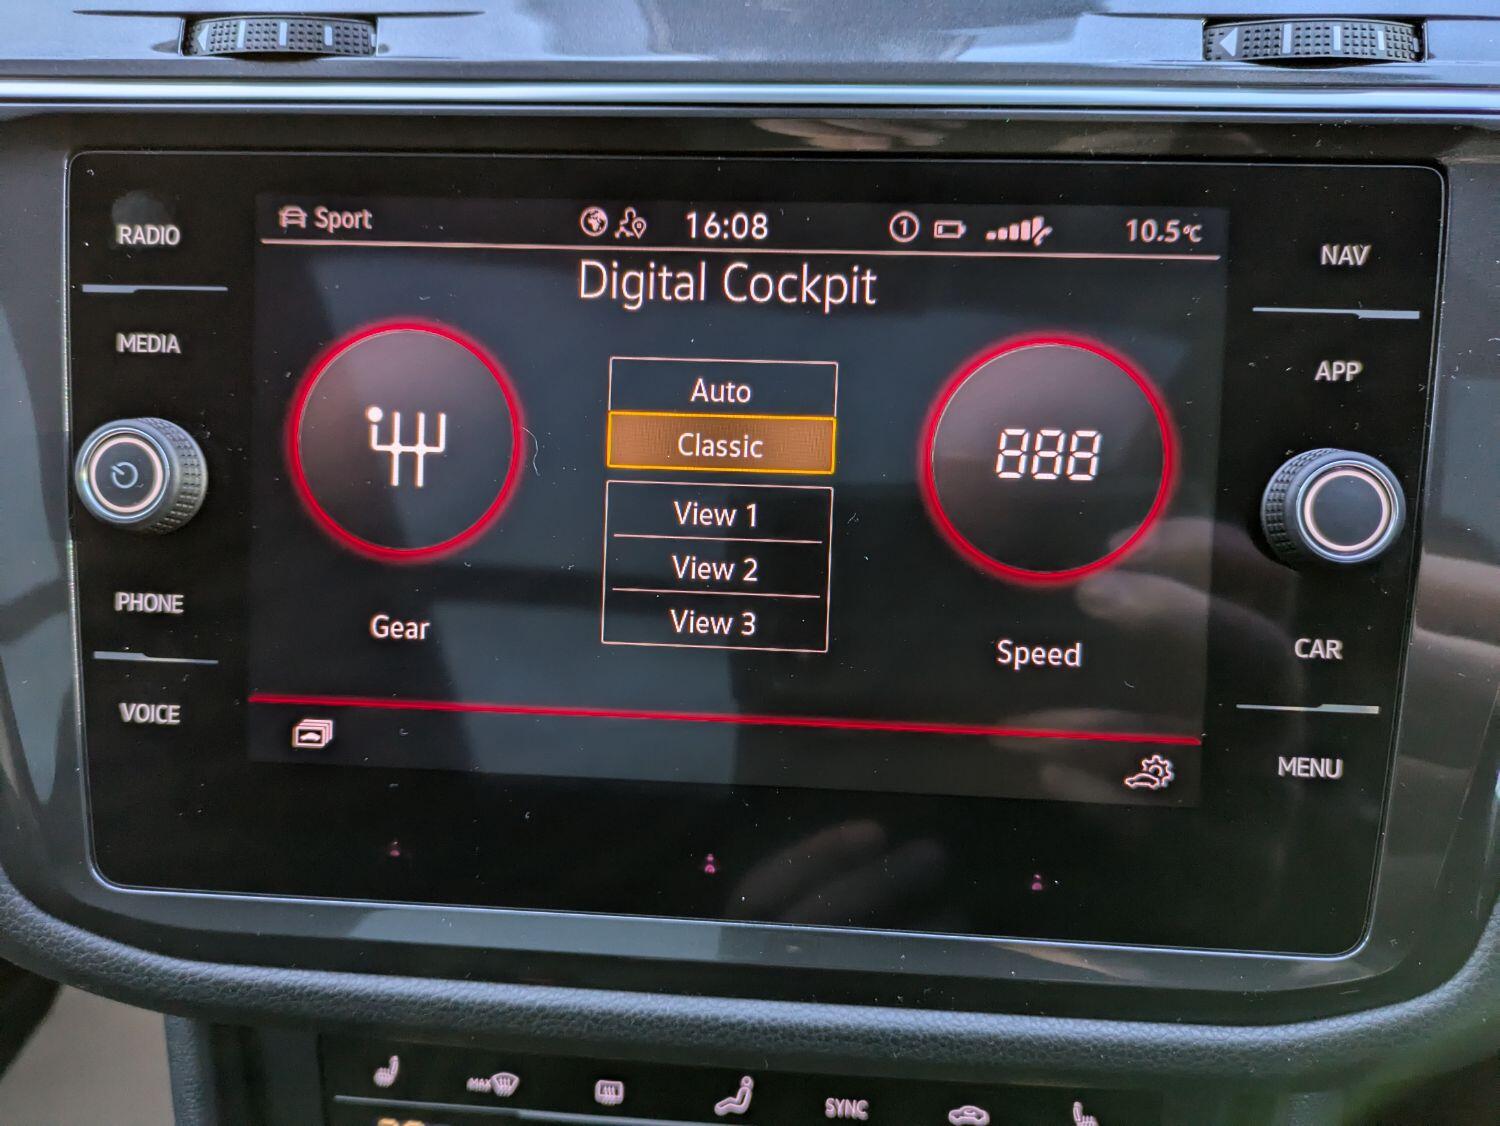 RADIO
MEDIA
PHONE
VOICE
Sport
16:08
1
10.5°C
Digital Cockpit
Auto
Classic
View 1
View 2
View 3
Gear
888
Speed
NAV
APP
CAR
MENU
MAX
SYNC